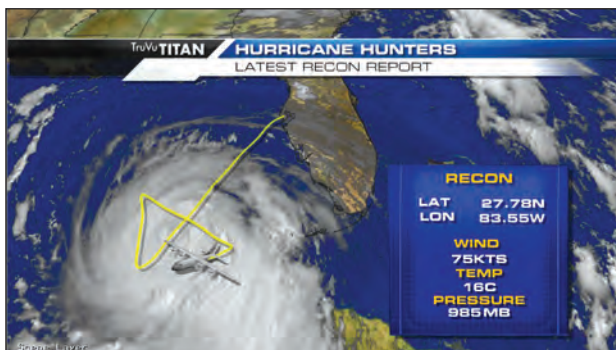 TruVu TITAN HURRICANE HUNTERS
LATEST RECON REPORT
RECON
LAT 27.78N
LON 83.55W
WIND
75KTS
TEMP
16C
PRESSURE
985MB